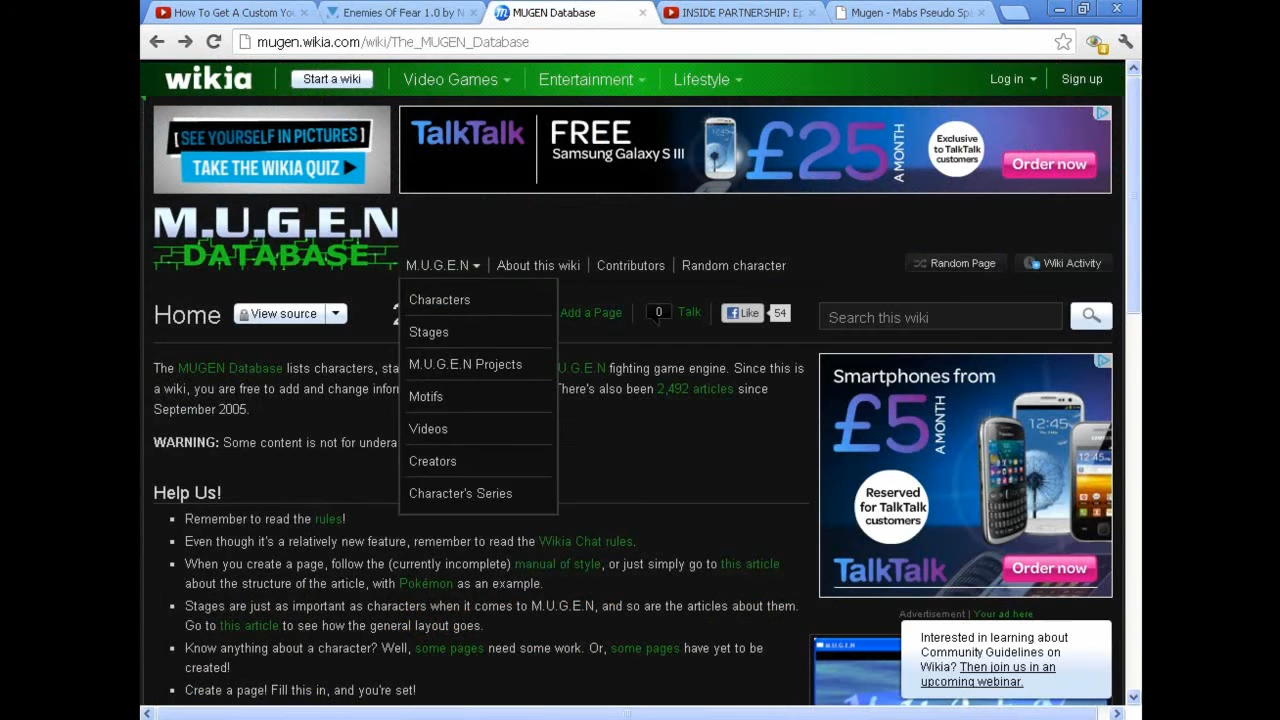 How To Get A Custom You
Enemies Of Fear 1.0 by N
MUGEN Database
INSIDE PARTNERSHIP: Ep
Mugen - Mabs Pseudo Sp
mugen.wikia.com/wiki/The_MUGEN_Database
wikia
Start a wiki
Video Games
Entertainment
Lifestyle
Log in
Sign up
[ SEE YOURSELF IN PICTURES ]
TAKE THE WIKIA QUIZ
TalkTalk
FREE
Samsung Galaxy S III
£25
A MONTH
Exclusive
to TalkTalk
customers
Order now
M.U.G.E.N
DATABASE
M.U.G.E.N
About this wiki
Contributors
Random character
Random Page
Wiki Activity
Home
View source
Add a Page
0
Talk
Like
54
Search this wiki
Characters
Stages
M.U.G.E.N Projects
Motifs
Videos
Creators
Character's Series
The MUGEN Database lists characters, sta U.G.E.N fighting game engine. Since this is
a wiki, you are free to add and change infor There's also been 2,492 articles since
September 2005.
WARNING: Some content is not for undera
Help Us!
Remember to read the rules!
Even though it's a relatively new feature, remember to read the Wikia Chat rules.
When you create a page, follow the (currently incomplete) manual of style, or just simply go to this article
about the structure of the article, with Pokémon as an example.
Stages are just as important as characters when it comes to M.U.G.E.N, and so are the articles about them.
Go to this article to see how the general layout goes.
Know anything about a character? Well, some pages need some work. Or, some pages have yet to be
created!
Create a page! Fill this in, and you're set!
Smartphones from
£5
A MONTH
12:45
Reserved
for TalkTalk
customers
TalkTalk
Order now
Advertisement | Your ad here
M.U.G.E.N
Interested in learning about
Community Guidelines on
Wikia? Then join us in an
upcoming webinar.